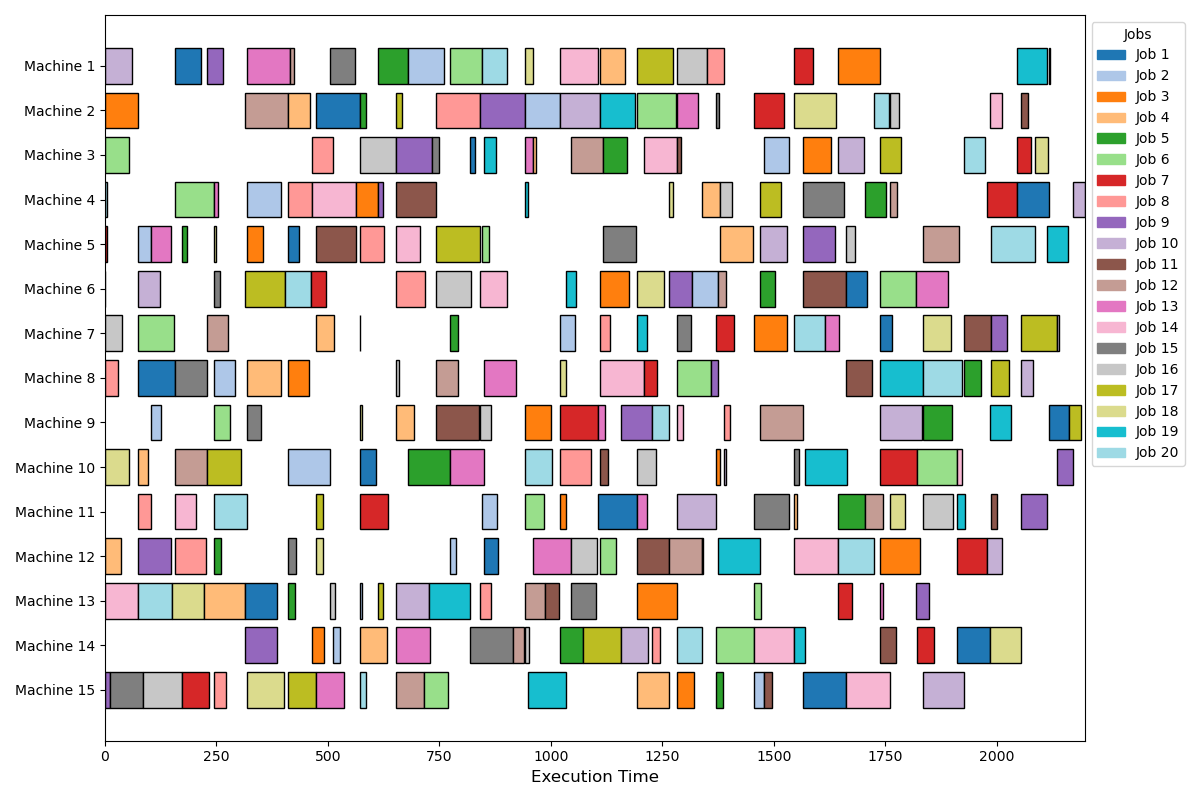 Machine 1
Machine 2
Machine 3
Machine 4
Machine 5
Machine 6
Machine 7
Machine 8
Machine 9
Machine 10
Machine 11
Machine 12
Machine 13
Machine 14
Machine 15
0 250 500 750 1000 1250 1500 1750 2000
Execution Time
Jobs
Job 1
Job 2
Job 3
Job 4
Job 5
Job 6
Job 7
Job 8
Job 9
Job 10
Job 11
Job 12
Job 13
Job 14
Job 15
Job 16
Job 17
Job 18
Job 19
Job 20